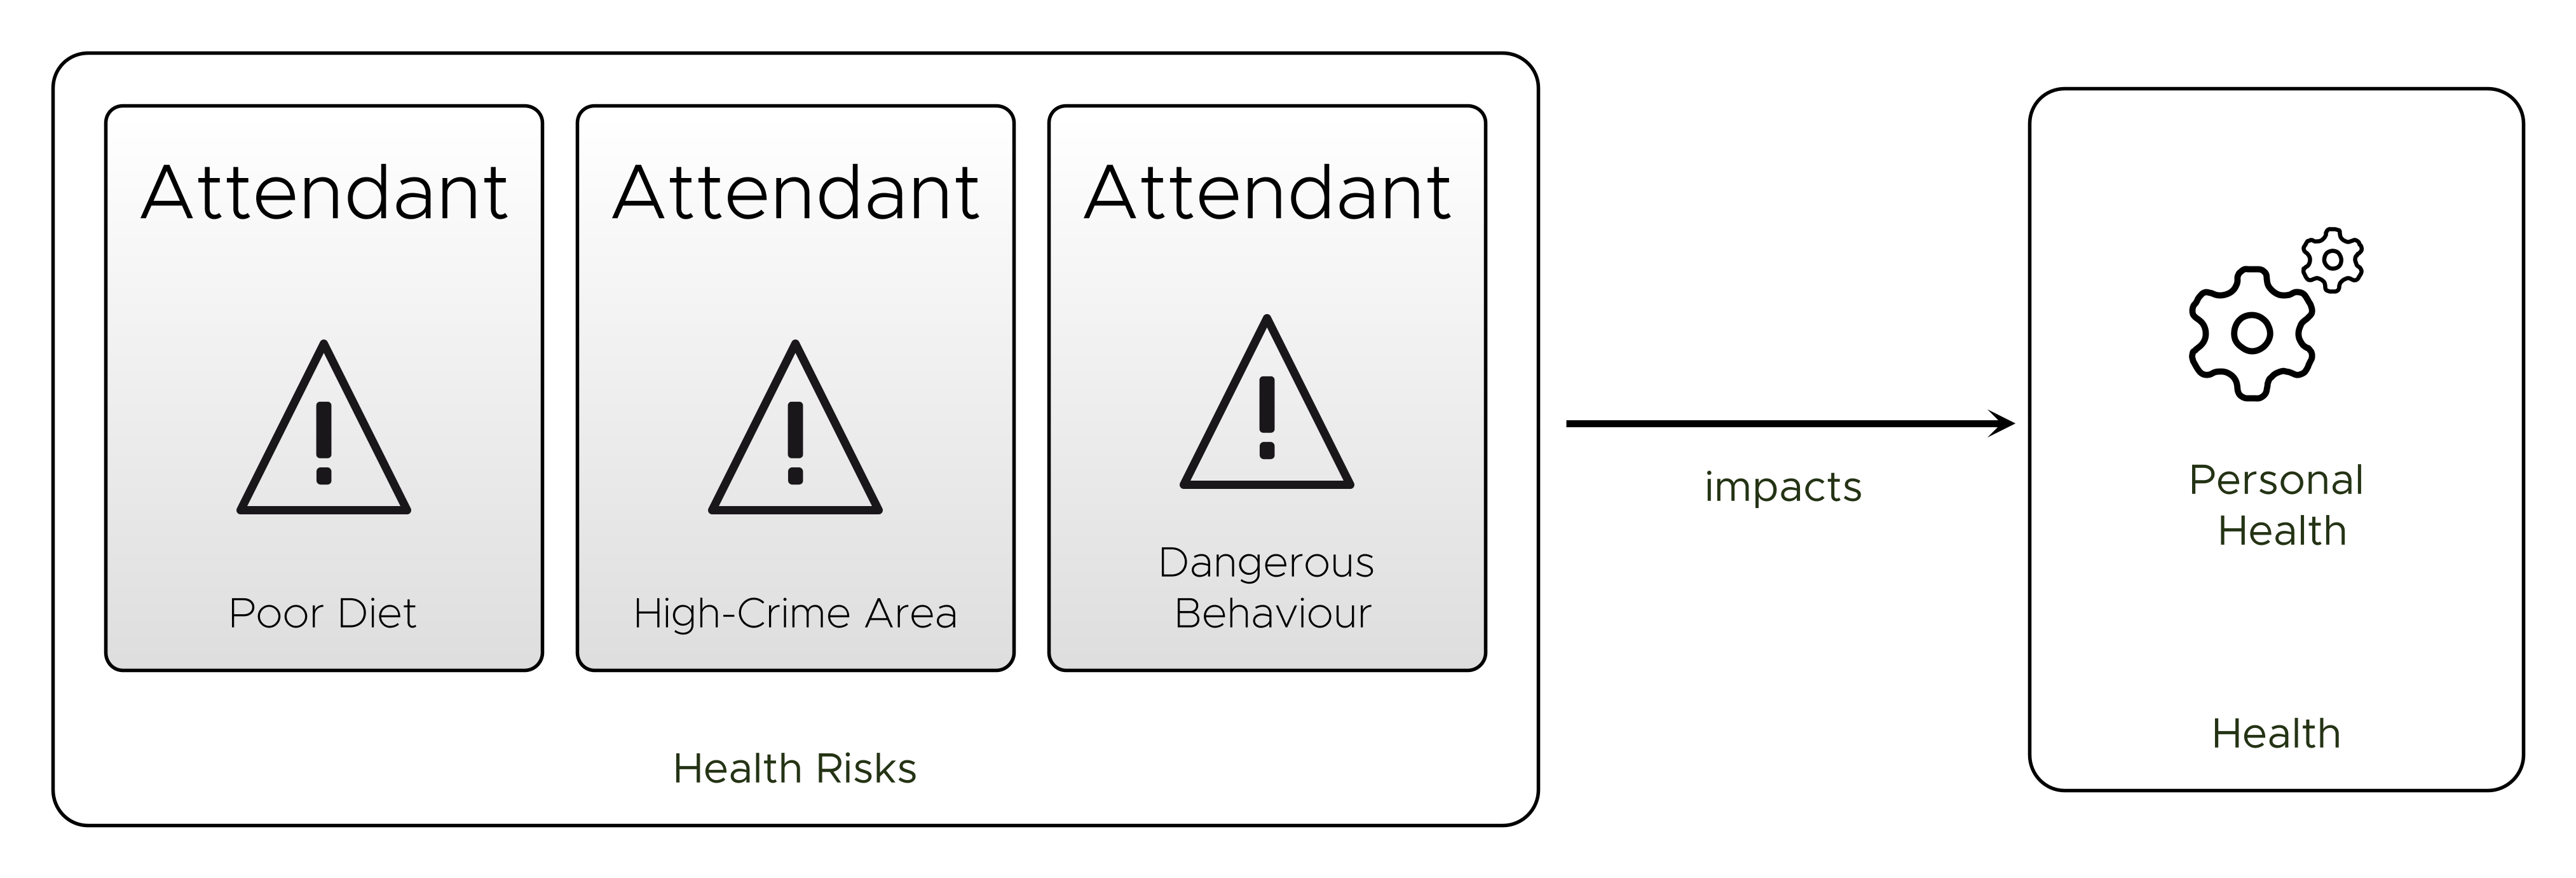 Attendant
Poor Diet
Attendant
High-Crime Area
Attendant
Dangerous
Behaviour
Health Risks
impacts
Personal
Health
Health